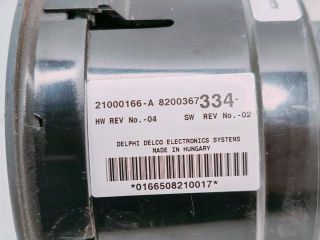 21000166-A 8200367334-
HW REV No.-04 SW REV No.-02
DELPHI DELCO ELECTRONICS SYSTEMS
MADE IN HUNGARY
*0166508210017*